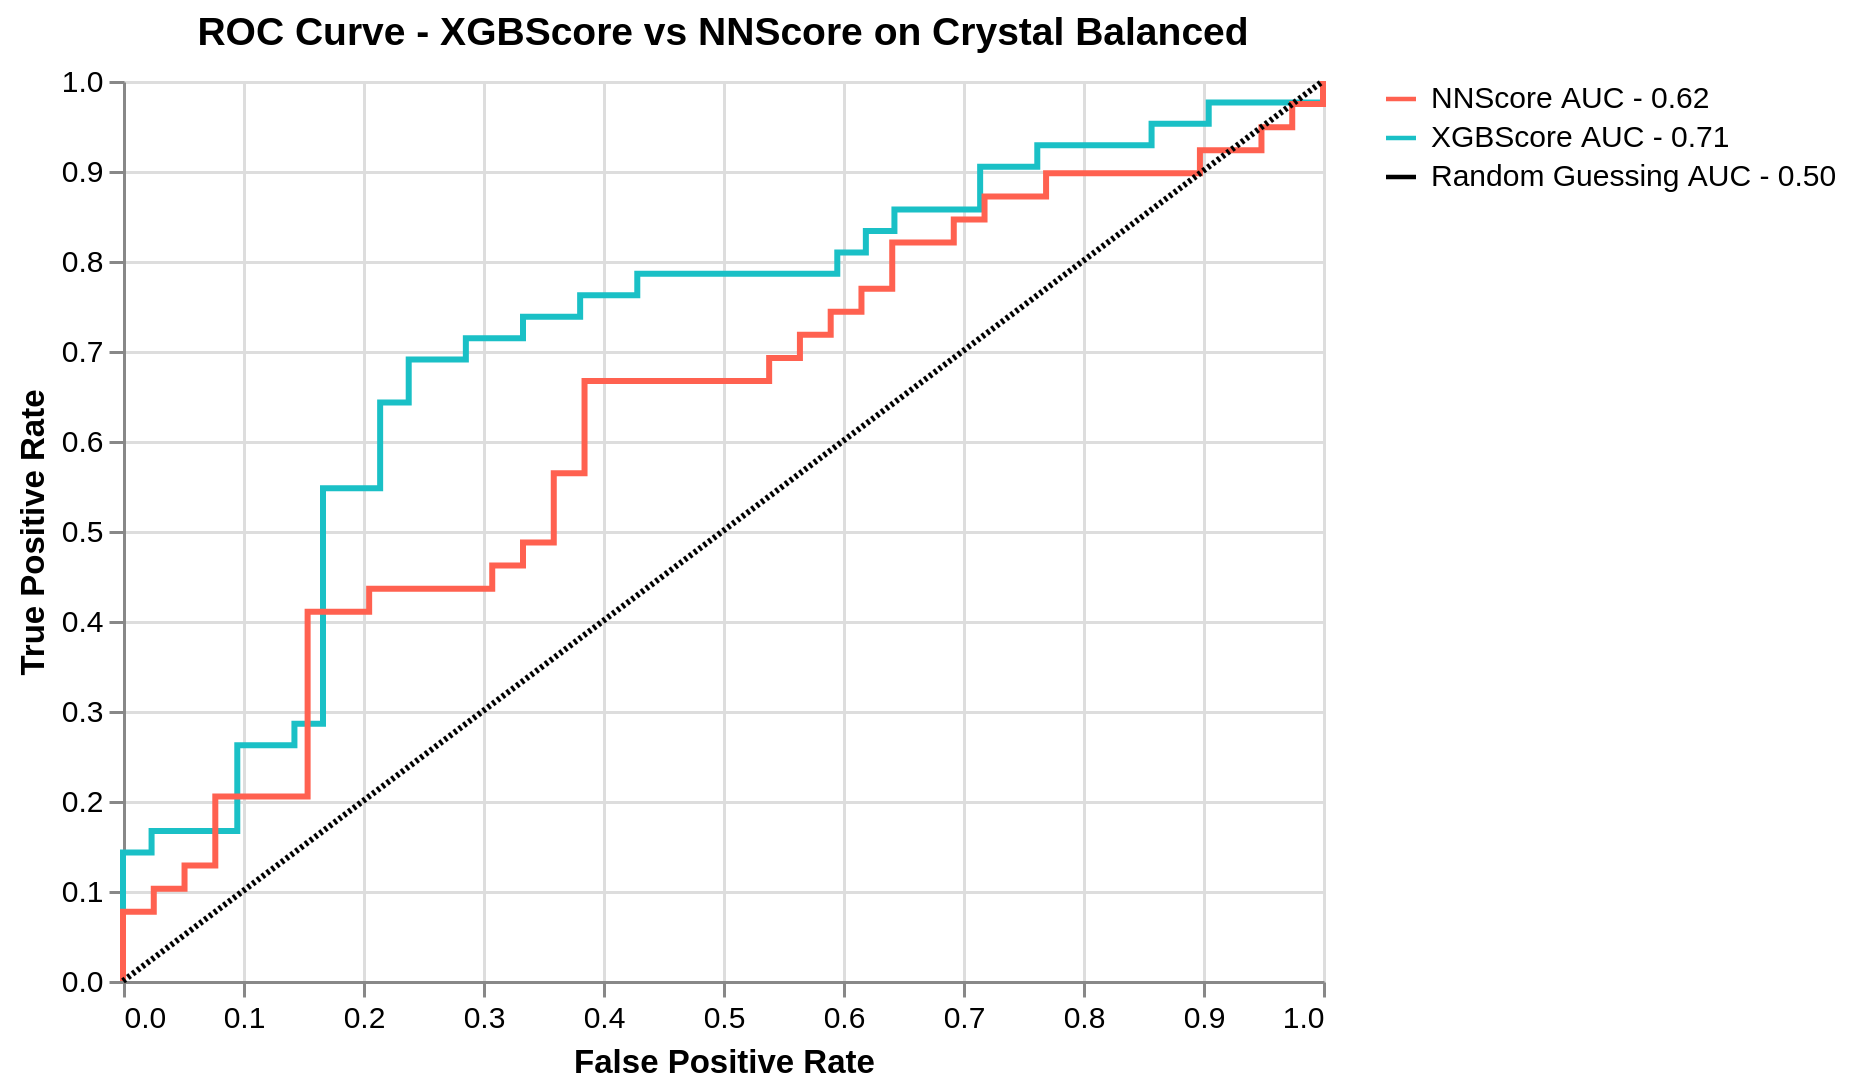 ROC Curve - XGBScore vs NNScore on Crystal Balanced
NNScore AUC - 0.62
XGBScore AUC - 0.71
Random Guessing AUC - 0.50
True Positive Rate
1.0
0.9
0.8
0.7
0.6
0.5
0.4
0.3
0.2
0.1
0.0
0.0 0.1 0.2 0.3 0.4 0.5 0.6 0.7 0.8 0.9 1.0
False Positive Rate